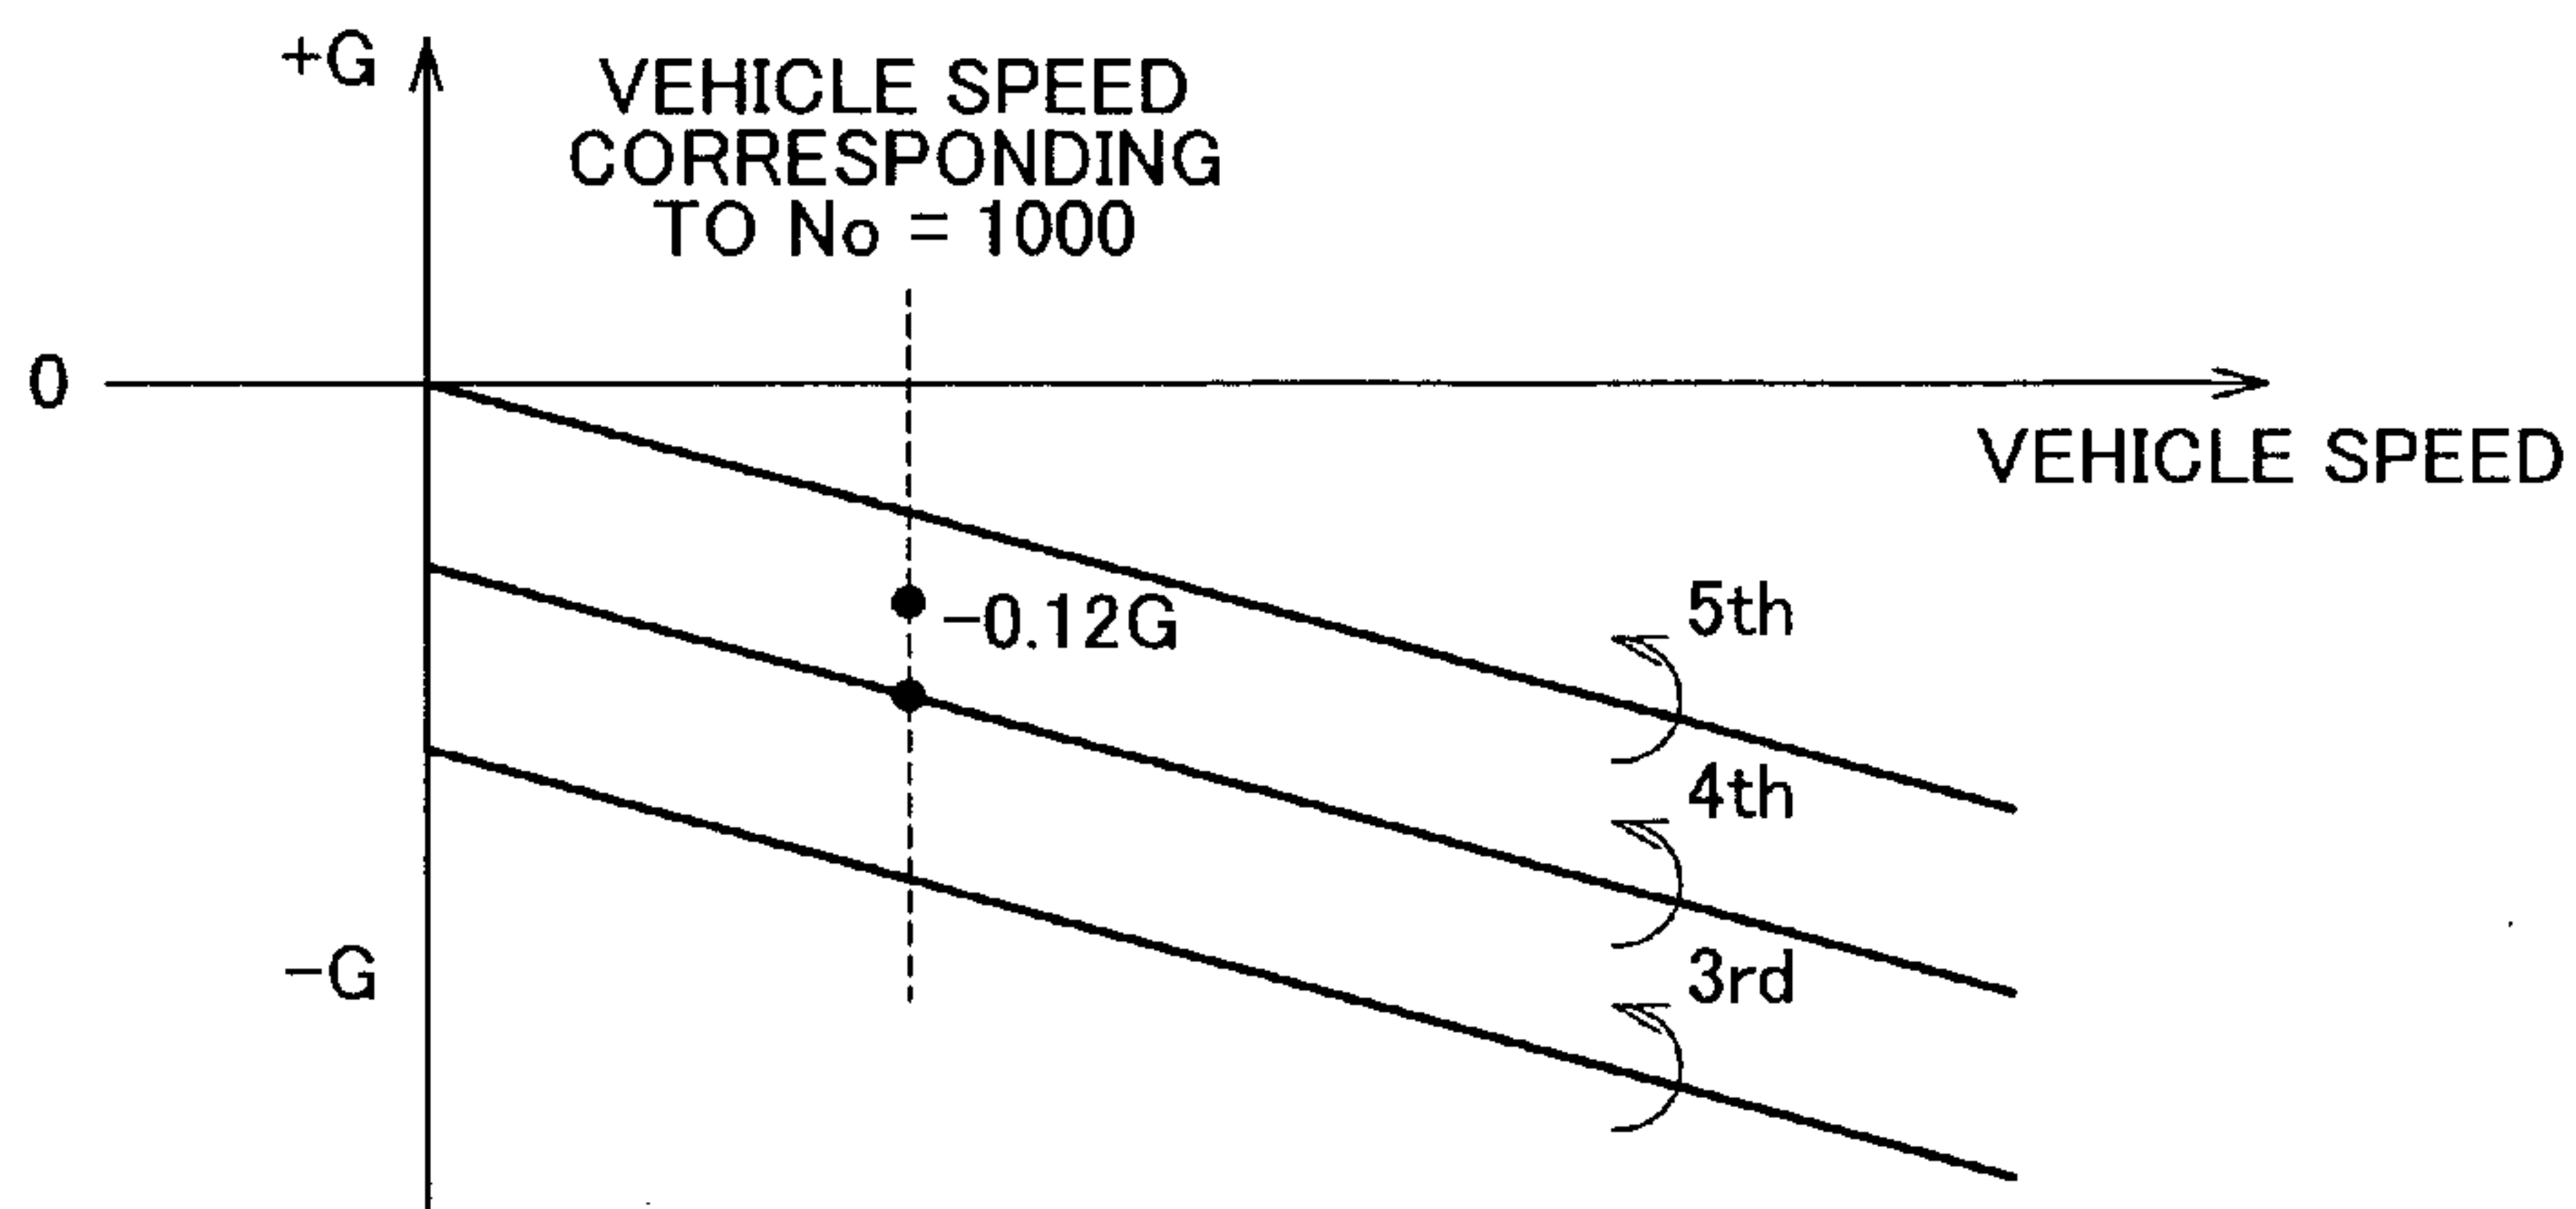 +G
VEHICLE SPEED
CORRESPONDING
TO No = 1000
0
VEHICLE SPEED
-0.12G
5th
4th
3rd
-G